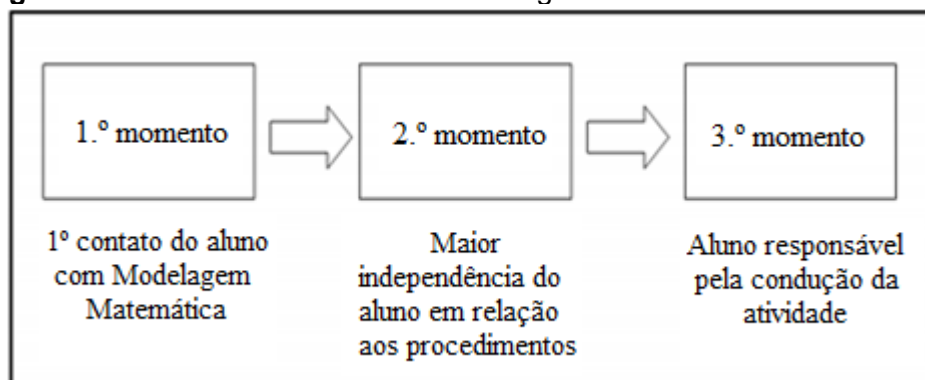 1.º momento
2.º momento
3.º momento
1º contato do aluno
com Modelagem
Matemática
Maior
independência do
aluno em relação
aos procedimentos
Aluno responsável
pela condução da
atividade